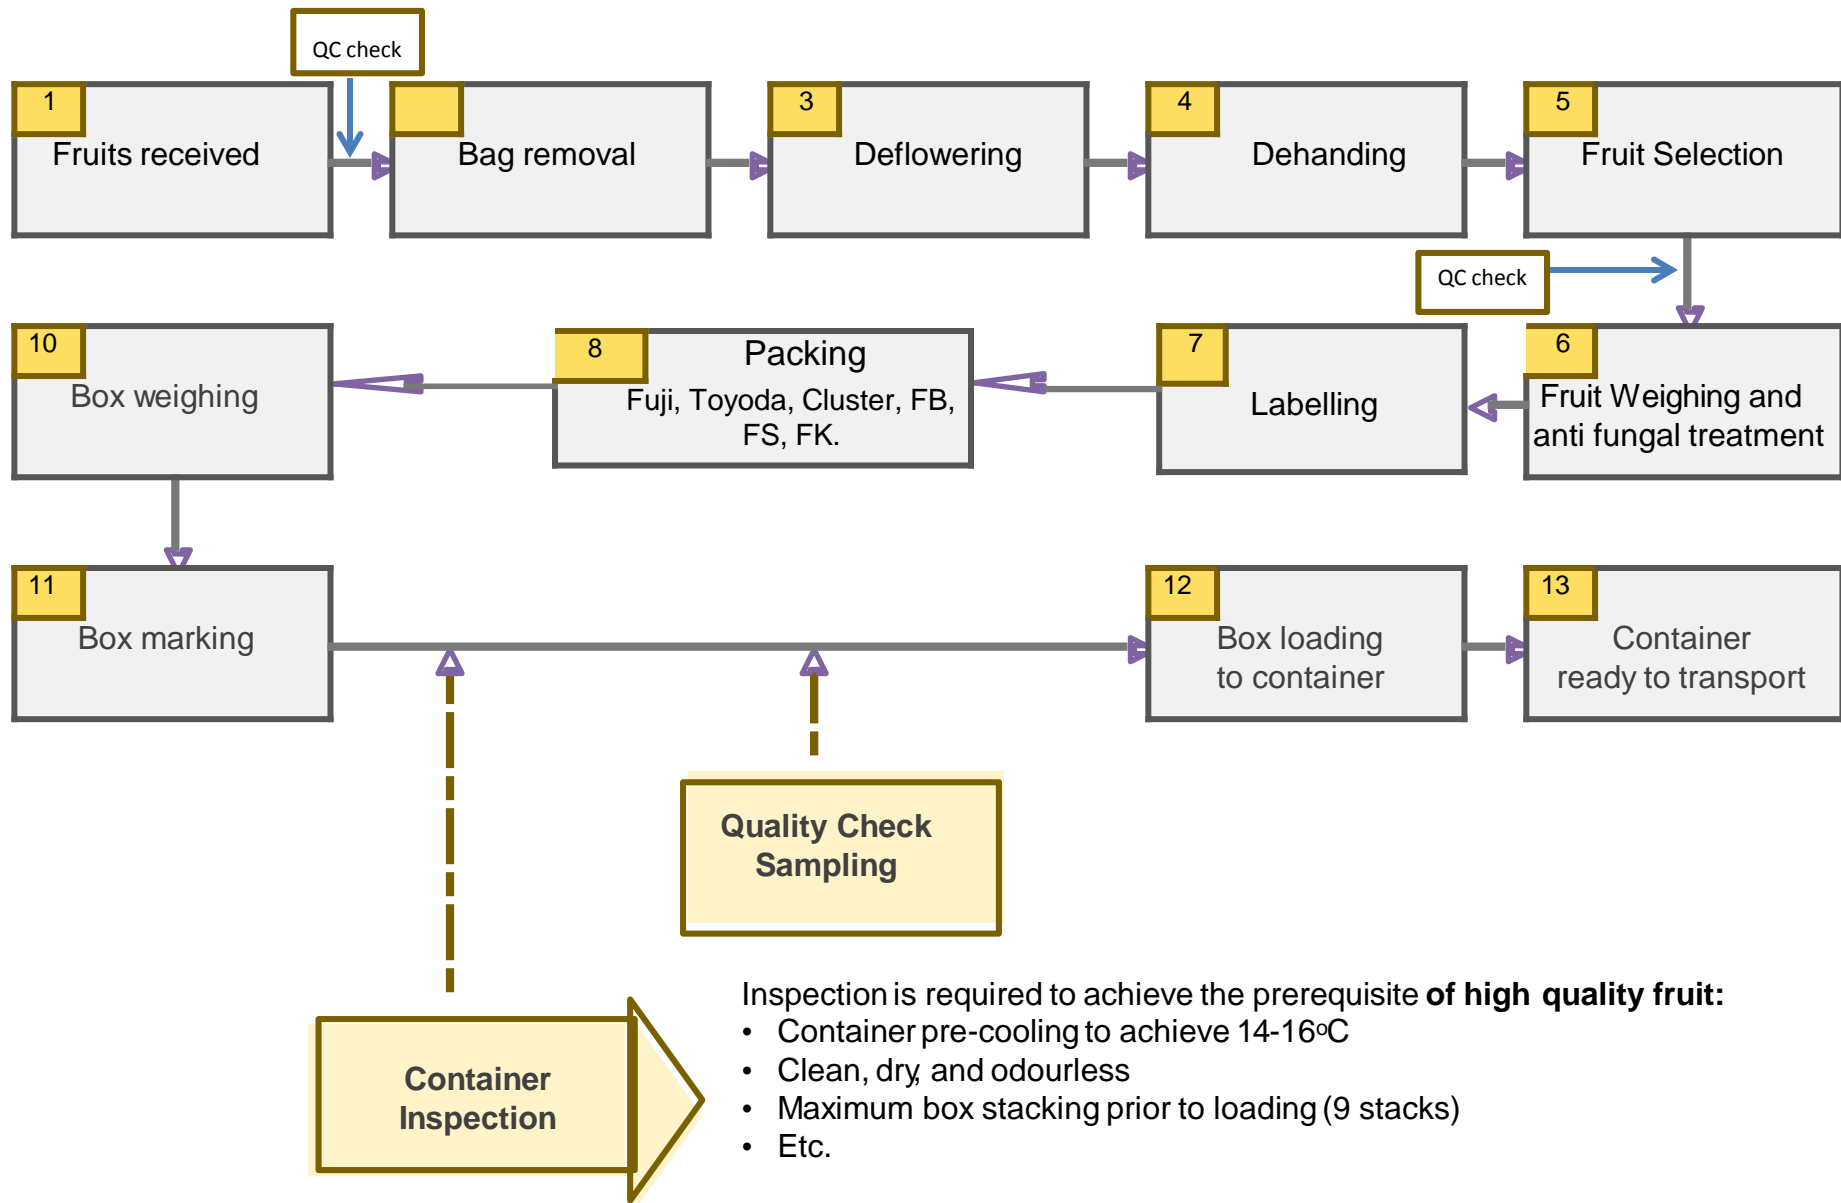 QC check
1
Fruits received
Bag removal
3
Deflowering
4
Dehanding
5
Fruit Selection
QC check
10
Box weighing
8
Packing
Fuji, Toyoda, Cluster, FB,
FS, FK.
7
Labelling
6
Fruit Weighing and
anti fungal treatment
11
Box marking
12
Box loading
to container
13
Container
ready to transport
Quality Check
Sampling
Container
Inspection
Inspection is required to achieve the prerequisite of high quality fruit:
• Container pre-cooling to achieve 14-16ºC
• Clean, dry, and odourless
• Maximum box stacking prior to loading (9 stacks)
• Etc.